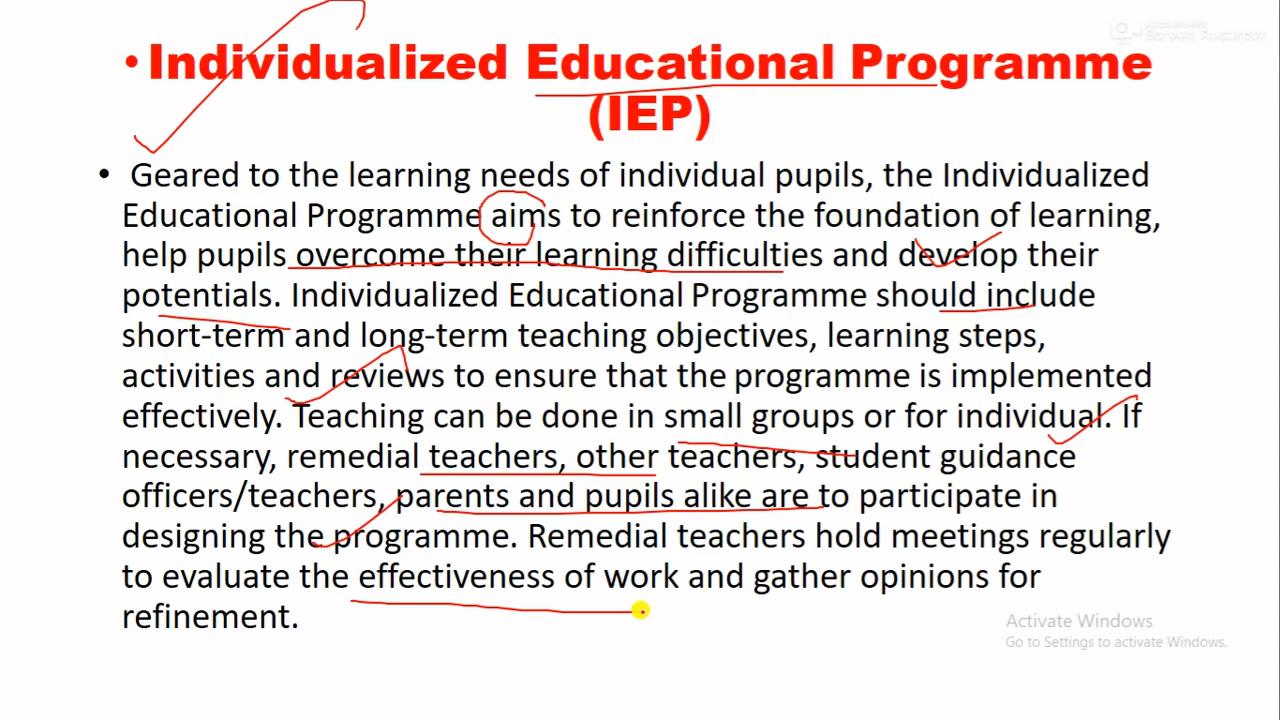 Apowersoft
Screen Recorder
• Individualized Educational Programme
(IEP)
• Geared to the learning needs of individual pupils, the Individualized
Educational Programme aims to reinforce the foundation of learning,
help pupils overcome their learning difficulties and develop their
potentials. Individualized Educational Programme should include
short-term and long-term teaching objectives, learning steps,
activities and reviews to ensure that the programme is implemented
effectively. Teaching can be done in small groups or for individual. If
necessary, remedial teachers, other teachers, student guidance
officers/teachers, parents and pupils alike are to participate in
designing the programme. Remedial teachers hold meetings regularly
to evaluate the effectiveness of work and gather opinions for
refinement.
Activate Windows
Go to Settings to activate Windows.